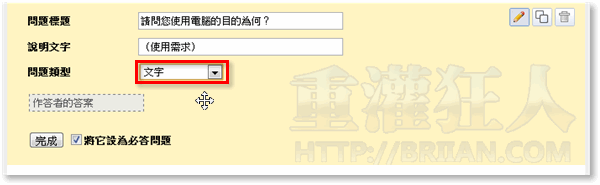 問題標題 請問您使用電腦的目的為何？
說明文字 （使用需求）
問題類型 文字
作答者的答案
完成 將它設為必答問題
重灌狂人
HTTP://BRIIAN.COM